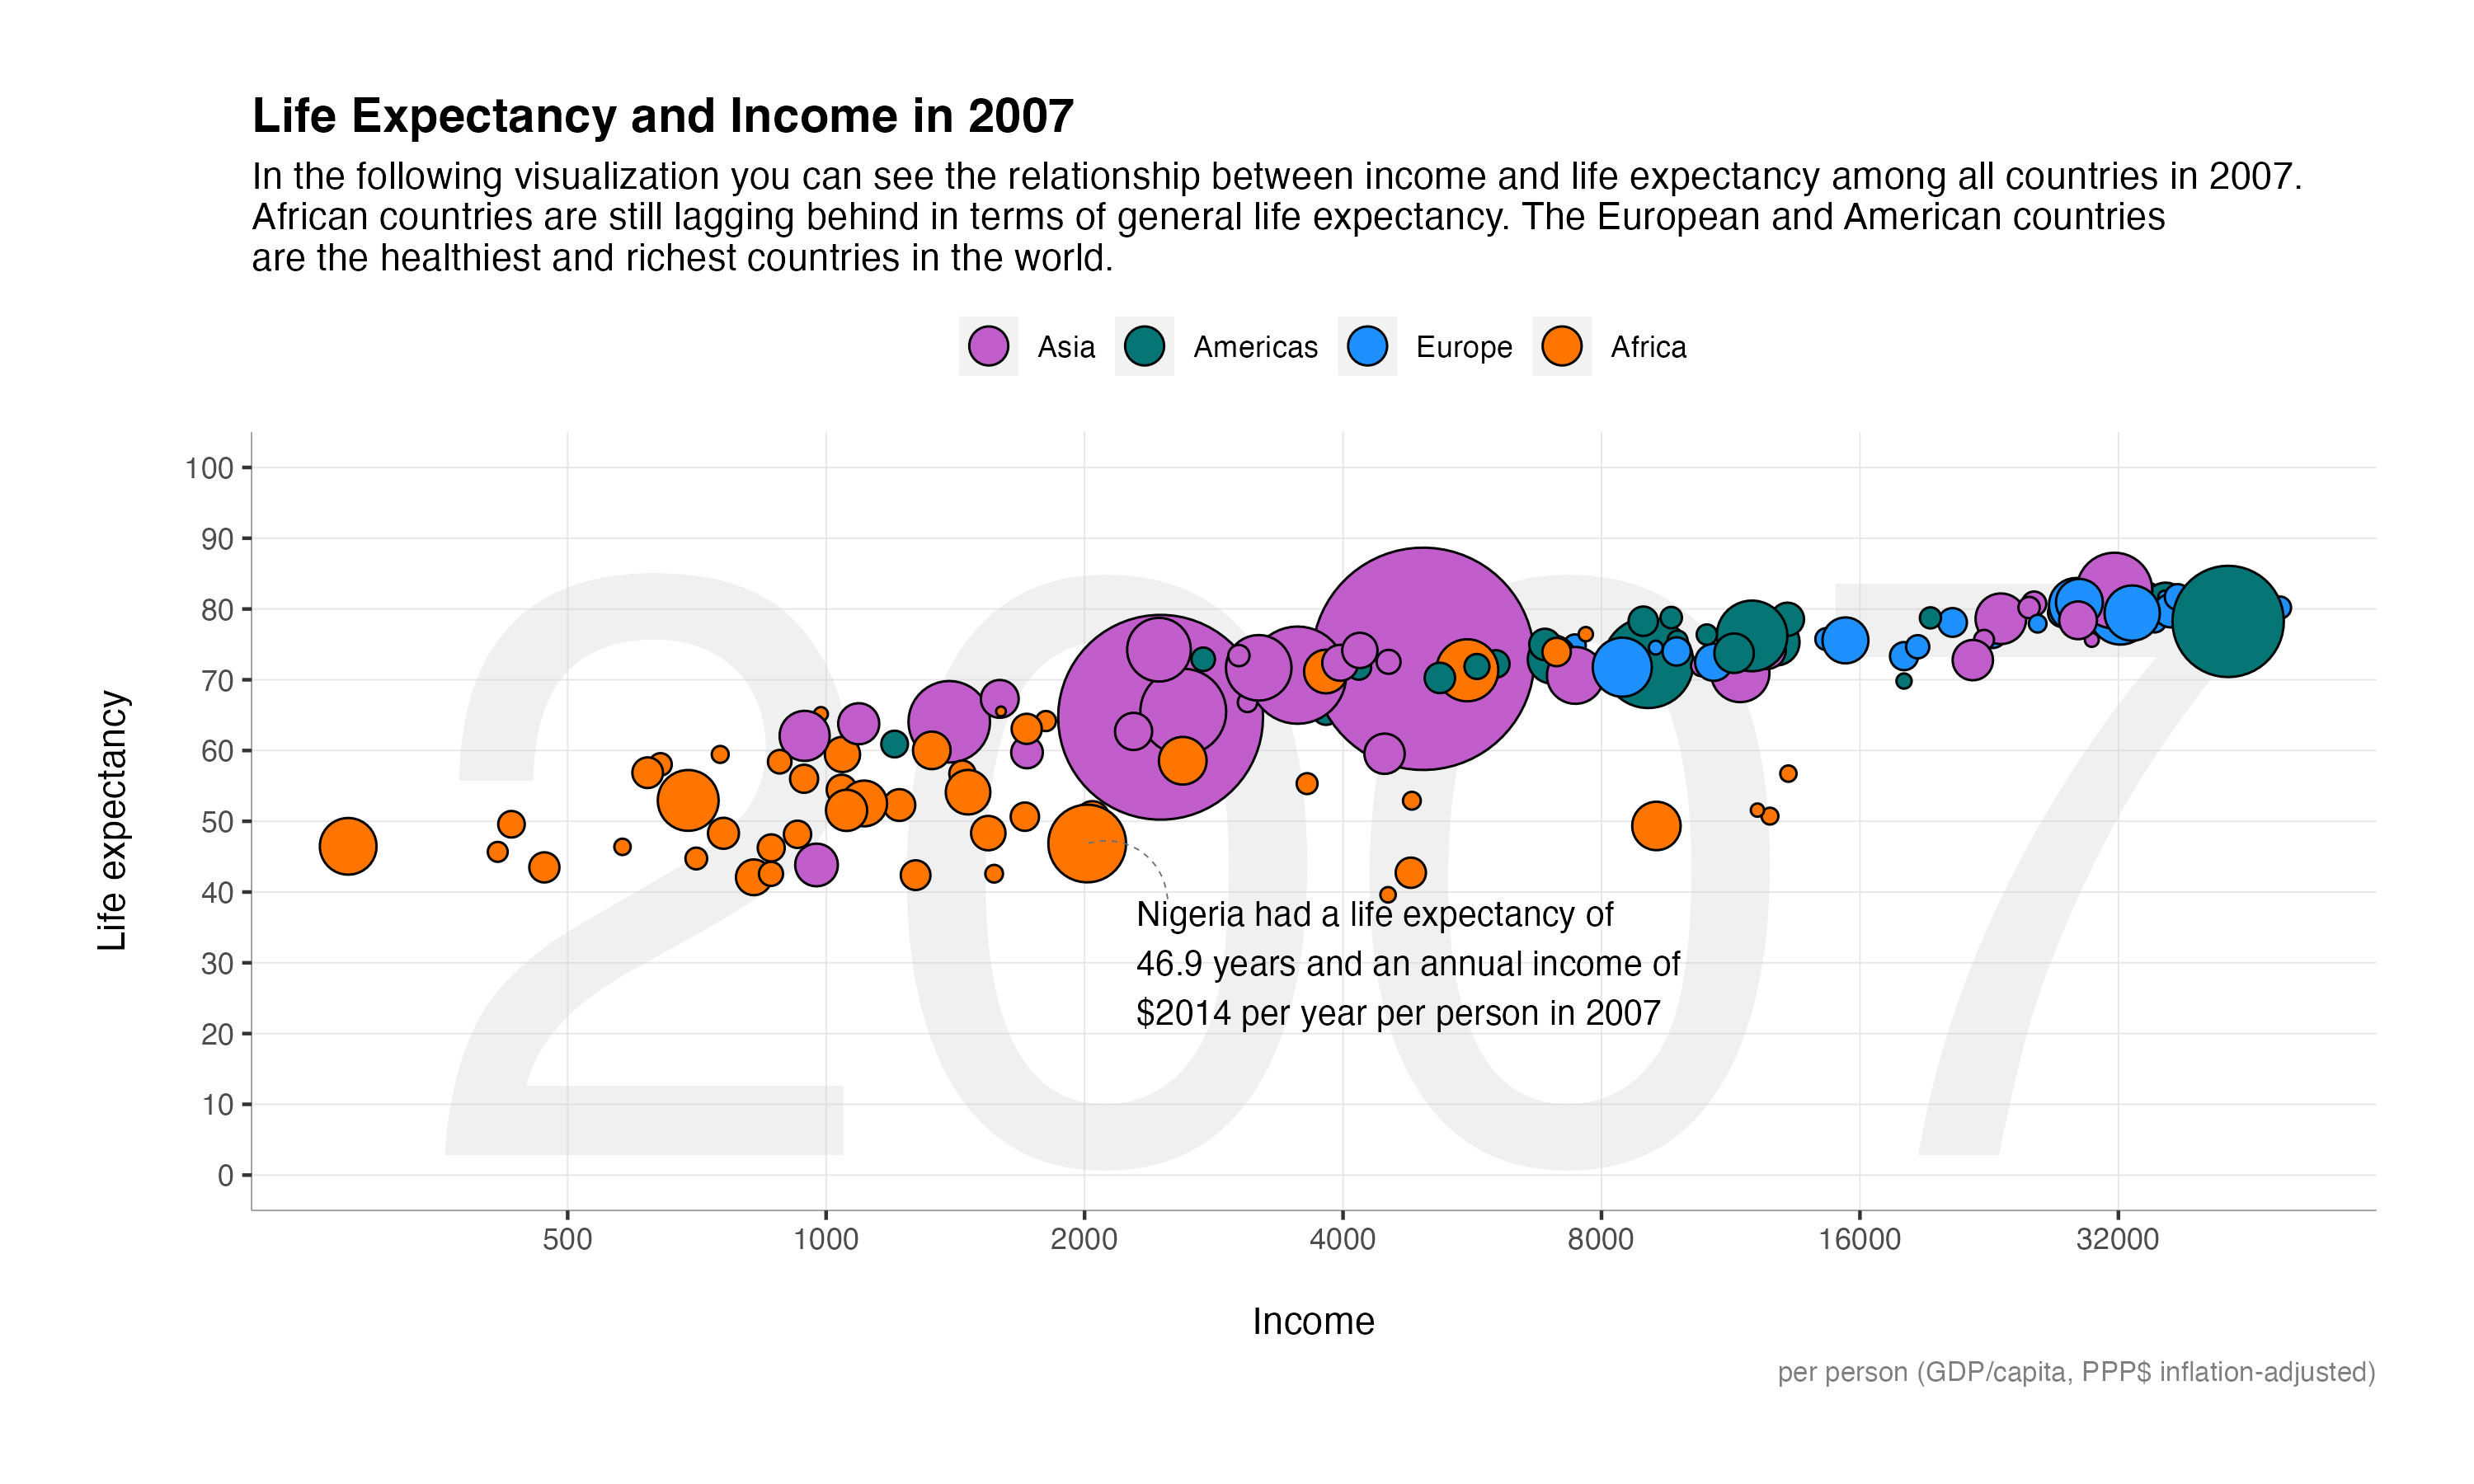 Life Expectancy and Income in 2007
In the following visualization you can see the relationship between income and life expectancy among all countries in 2007.
African countries are still lagging behind in terms of general life expectancy. The European and American countries
are the healthiest and richest countries in the world.
Asia Americas Europe Africa
2007
Life expectancy
100
90
80
70
60
50
40
30
20
10
0
Nigeria had a life expectancy of
46.9 years and an annual income of
$2014 per year per person in 2007
500 1000 2000 4000 8000 16000 32000
Income
per person (GDP/capita, PPP$ inflation-adjusted)